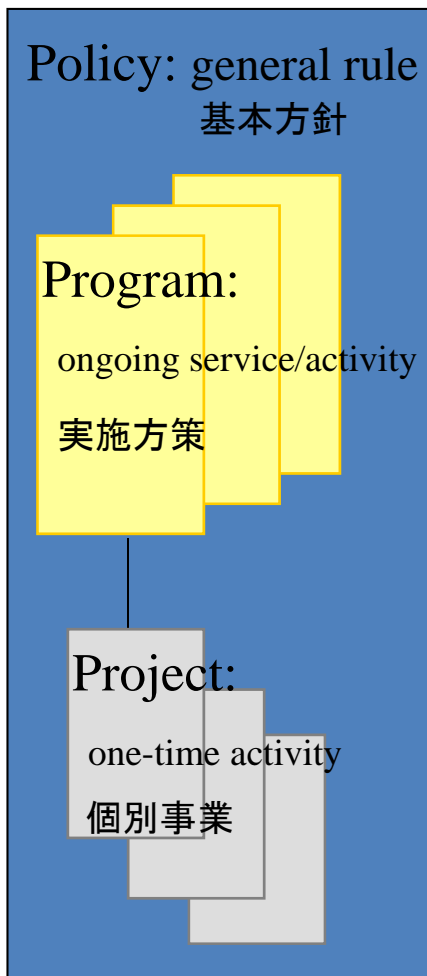 Policy: general rule
基本方針
Program:
ongoing service/activity
実施方策
Project:
one-time activity
個別事業